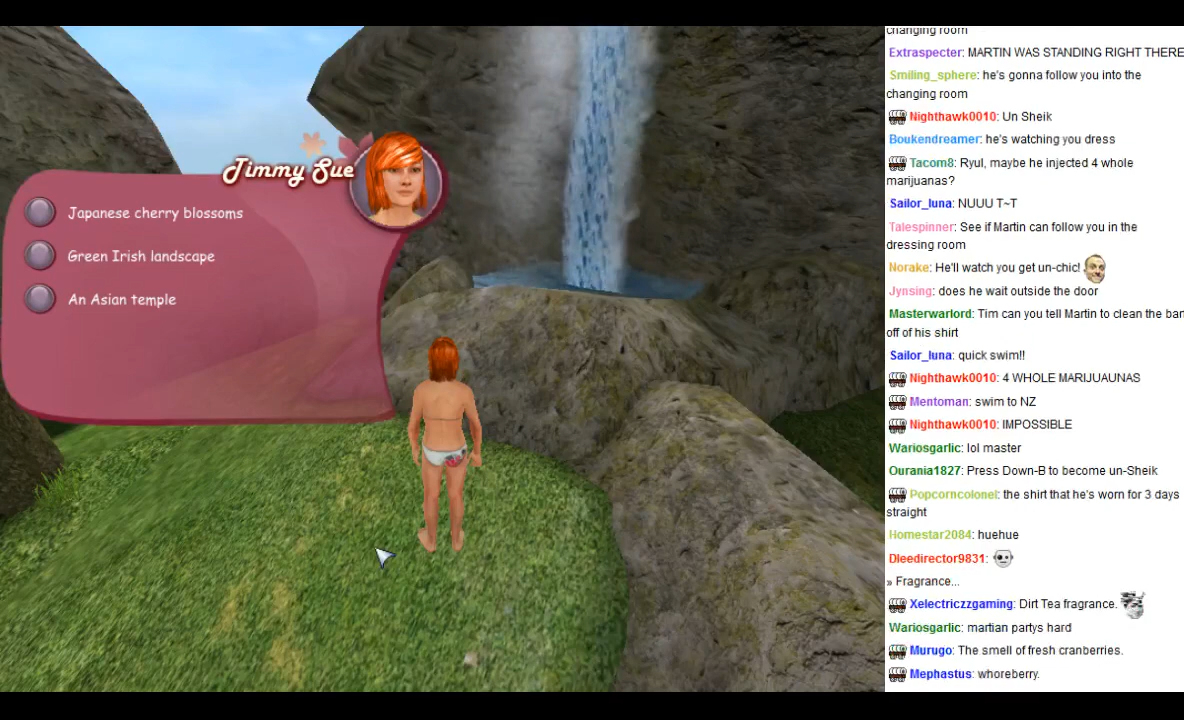 Jimmy Sue
Japanese cherry blossoms
Green Irish landscape
An Asian temple
changing room
Extraspecter: MARTIN WAS STANDING RIGHT THERE
Smiling_sphere: he's gonna follow you into the
changing room
Nighthawk0010: Un Sheik
Boukendreamer: he's watching you dress
Tacom8: Ryul, maybe he injected 4 whole
marijuanas?
Sailor_luna: NUUU T~T
Talespinner: See if Martin can follow you in the
dressing room
Norake: He'll watch you get un-chic!
Jynsing: does he wait outside the door
Masterwarlord: Tim can you tell Martin to clean the bar
off of his shirt
Sailor_luna: quick swim!!
Nighthawk0010: 4 WHOLE MARIJUAUNAS
Mentoman: swim to NZ
Nighthawk0010: IMPOSSIBLE
Wariosgarlic: lol master
Ourania1827: Press Down-B to become un-Sheik
Popcorncolonel: the shirt that he's worn for 3 days
straight
Homestar2084: huehue
Dleedirector9831:
» Fragrance...
Xelectriczzgaming: Dirt Tea fragrance.
Wariosgarlic: martian partys hard
Murugo: The smell of fresh cranberries.
Mephastus: whoreberry.